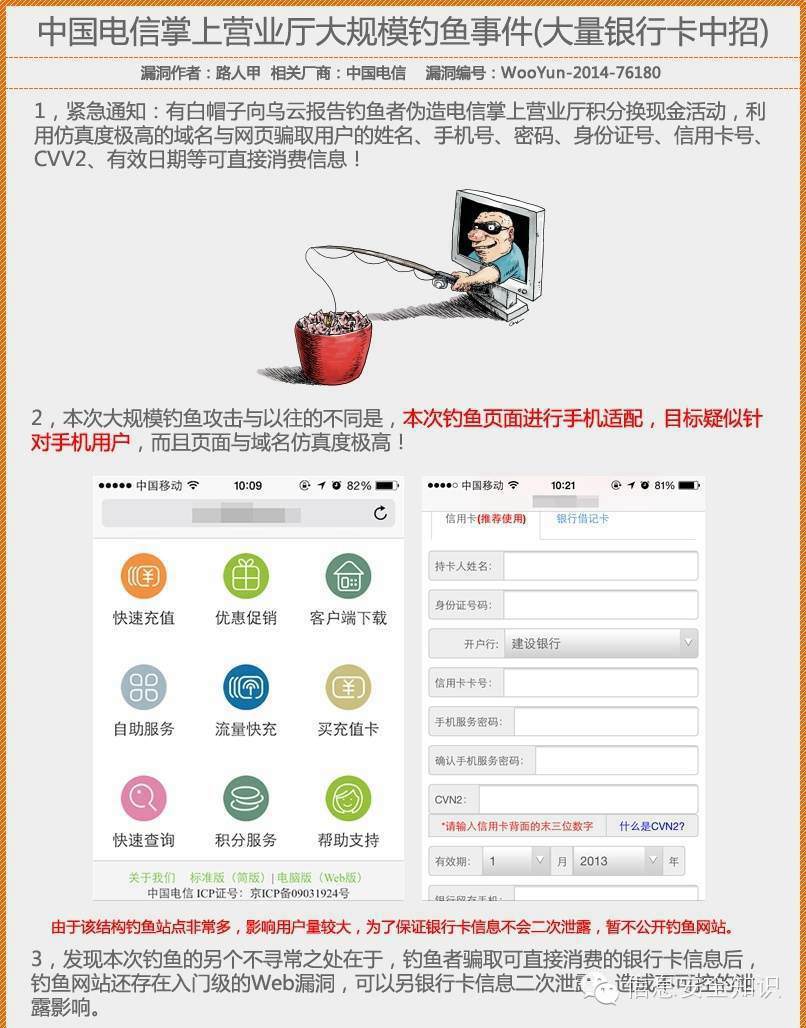 中国电信掌上营业厅大规模钓鱼事件(大量银行卡中招)
漏洞作者：路人甲 相关厂商：中国电信 漏洞编号：WooYun-2014-76180
1，紧急通知：有白帽子向乌云报告钓鱼者伪造电信掌上营业厅积分换现金活动，利
用仿真度极高的域名与网页骗取用户的姓名、手机号、密码、身份证号、信用卡号、
CVV2、有效日期等可直接消费信息！
2，本次大规模钓鱼攻击与以往的不同是，本次钓鱼页面进行手机适配，目标疑似针
对手机用户，而且页面与域名仿真度极高！
中国移动 10:09 82%
快速充值 优惠促销 客户端下载
自助服务 流量快充 买充值卡
快速查询 积分服务 帮助支持
关于我们 标准版（简版）| 电脑版（Web版）
中国电信 ICP证号：京ICP备09031924号
中国移动 10:21 81%
信用卡(推荐使用) 银行借记卡
持卡人姓名：
身份证号码：
开户行: 建设银行
信用卡卡号：
手机服务密码：
确认手机服务密码：
CVN2：
*请输入信用卡背面的末三位数字 什么是CVN2?
有效期： 1 月 2013 年
银行留存手机：
由于该结构钓鱼站点非常多，影响用户量较大，为了保证银行卡信息不会二次泄露，暂不公开钓鱼网站。
3，发现本次钓鱼的另个不寻常之处在于，钓鱼者骗取可直接消费的银行卡信息后，
钓鱼网站还存在入门级的Web漏洞，可以另银行卡信息二次泄露，造成不可控的泄
露影响。
信息安全知识